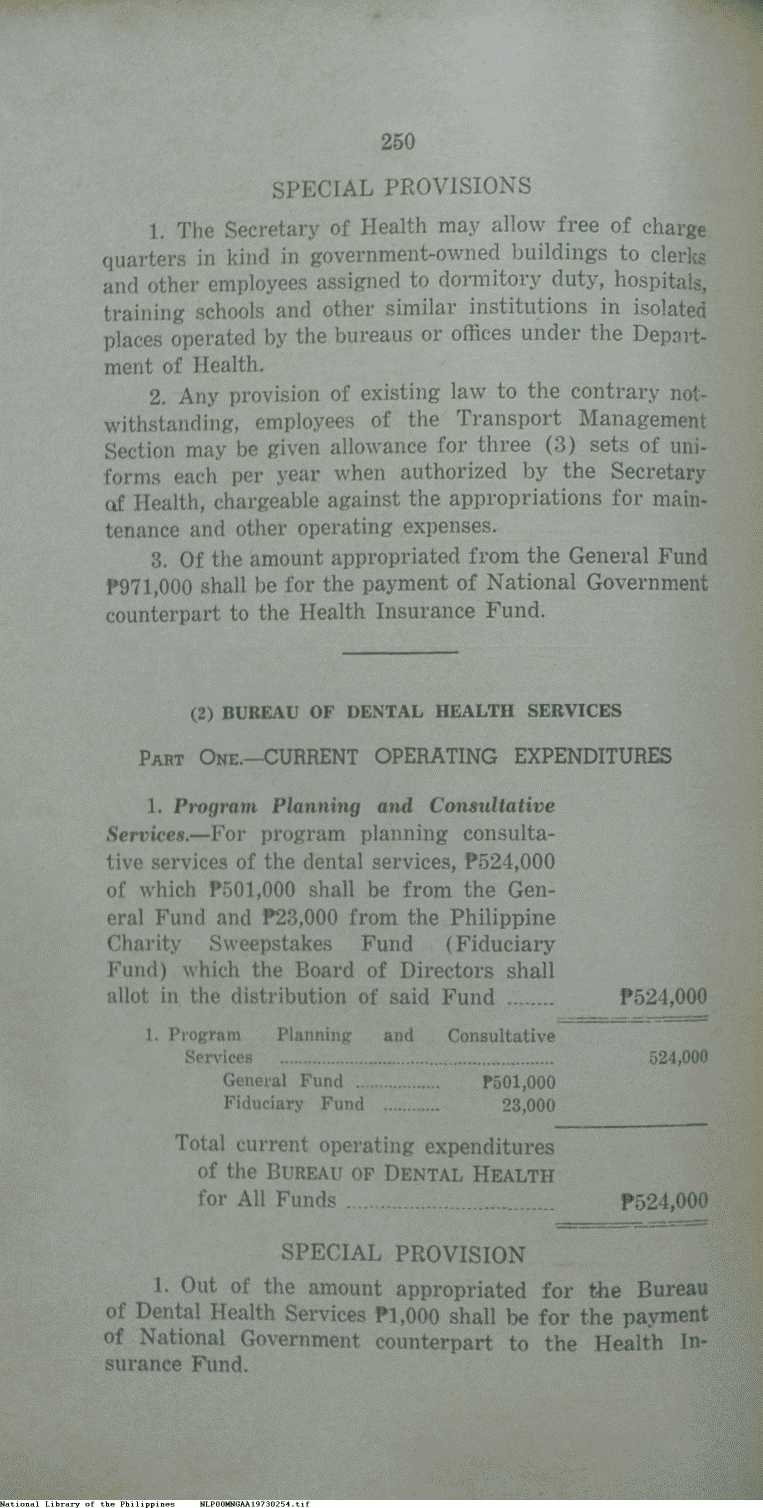 250
SPECIAL PROVISIONS
1. The Secretary of Health may allow free of charge
quarters in kind in government-owned buildings to clerks
and other employees assigned to dormitory duty, hospitals,
training schools and other similar institutions in isolated
places operated by the bureaus or offices under the Depart-
ment of Health.
2. Any provision of existing law to the contrary not-
withstanding, employees of the Transport Management
Section may be given allowance for three (3) sets of uni-
forms each per year when authorized by the Secretary
of Health, chargeable against the appropriations for main-
tenance and other operating expenses.
3. Of the amount appropriated from the General Fund
₱971,000 shall be for the payment of National Government
counterpart to the Health Insurance Fund.
(2) BUREAU OF DENTAL HEALTH SERVICES
PART ONE.—CURRENT OPERATING EXPENDITURES
1. Program Planning and Consultative
Services.—For program planning consulta-
tive services of the dental services, ₱524,000
of which ₱501,000 shall be from the Gen-
eral Fund and ₱23,000 from the Philippine
Charity Sweepstakes Fund (Fiduciary
Fund) which the Board of Directors shall
allot in the distribution of said Fund ........ ₱524,000
1. Program Planning and Consultative
Services ........ 524,000
General Fund ........ ₱501,000
Fiduciary Fund ........ 23,000
Total current operating expenditures
of the BUREAU OF DENTAL HEALTH
for All Funds ........ ₱524,000
SPECIAL PROVISION
1. Out of the amount appropriated for the Bureau
of Dental Health Services ₱1,000 shall be for the payment
of National Government counterpart to the Health In-
surance Fund.
National Library of the Philippines NLP00MNGAA19730254.tif